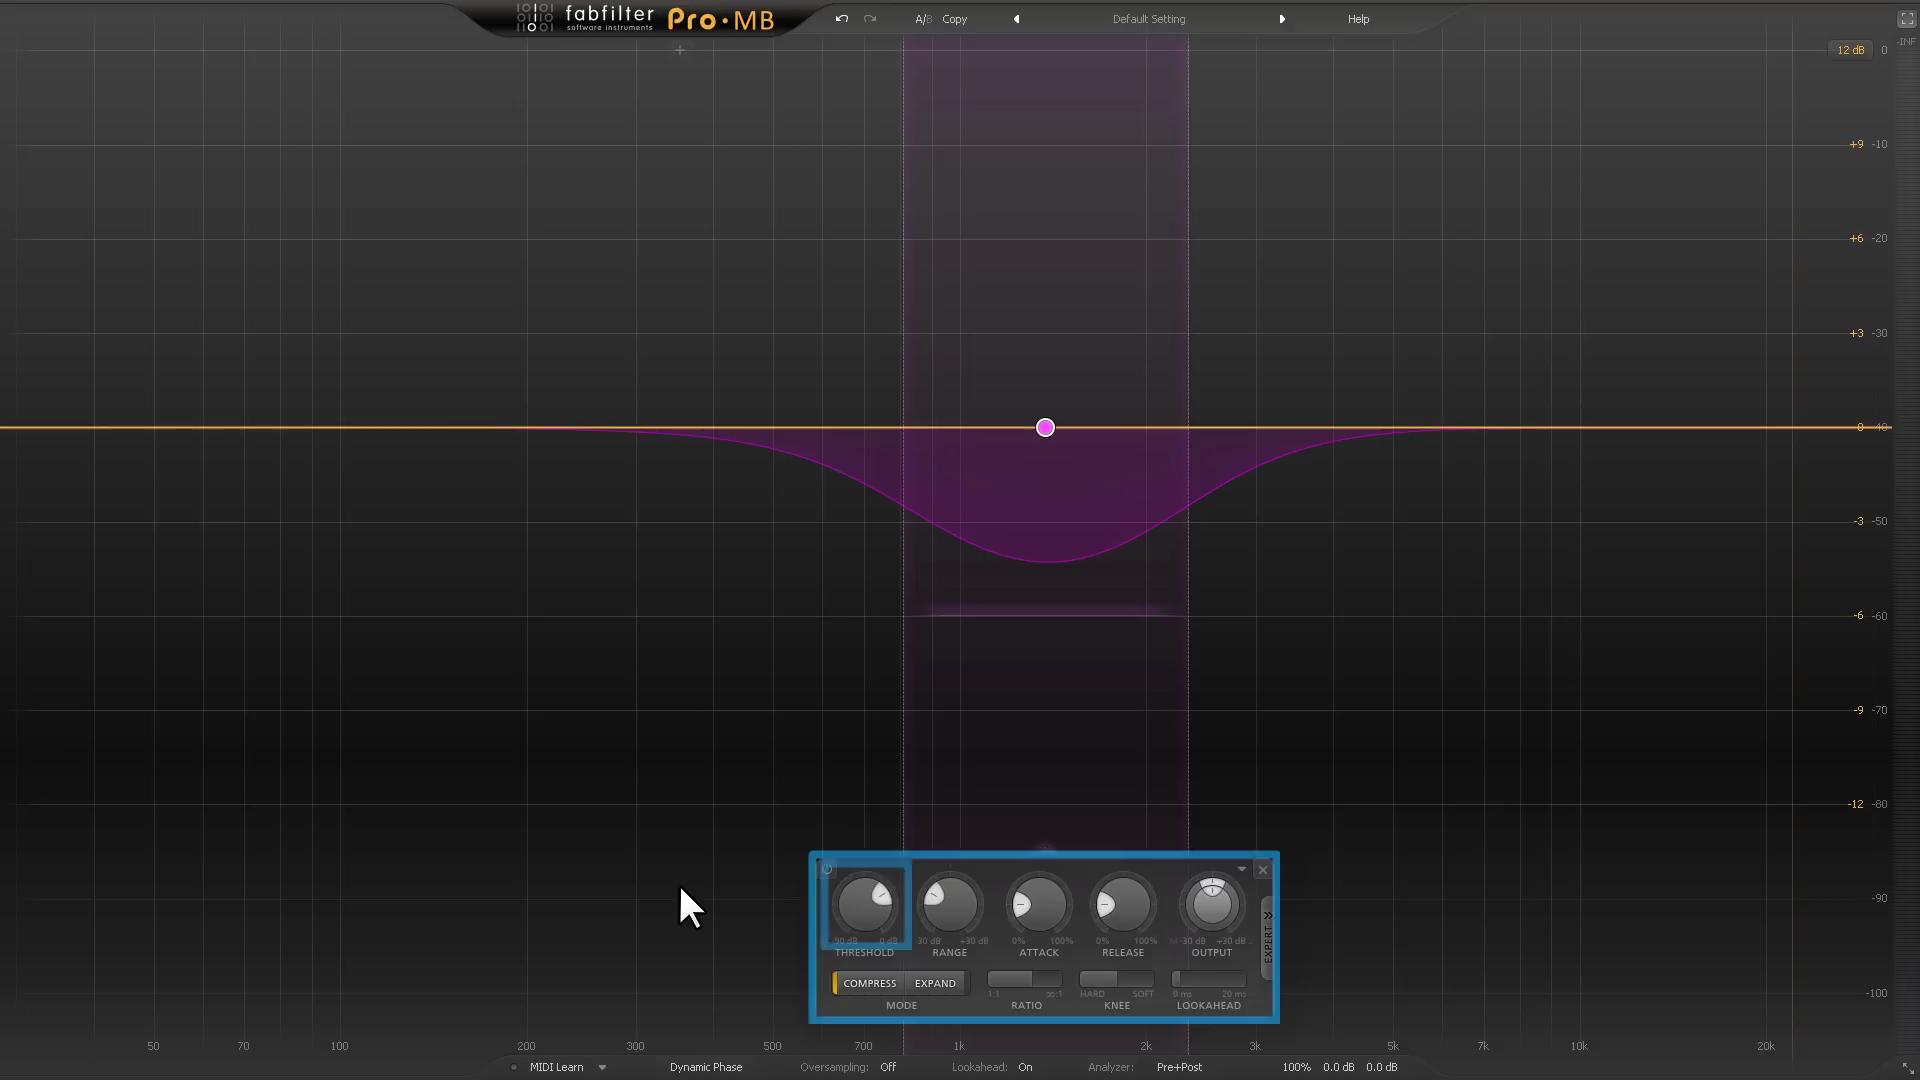 fabfilter Pro·MB
software instruments
A/B Copy Default Setting Help
12 dB 0 -INF
+9 -10
+6 -20
+3 -30
0 -40
-3 -50
-6 -60
-9 -70
-12 -80
-90
-100
0 dB 30 dB +30 dB 0% 100% 0% 100% -30 dB +30 dB
THRESHOLD RANGE ATTACK RELEASE OUTPUT
EXPERT
COMPRESS EXPAND
1:1 ∞:1 HARD SOFT 0 ms 20 ms
MODE RATIO KNEE LOOKAHEAD
50 70 100 200 300 500 700 1k 2k 3k 5k 7k 10k 20k
MIDI Learn Dynamic Phase Oversampling: Off Lookahead: On Analyzer: Pre+Post 100% 0.0 dB 0.0 dB